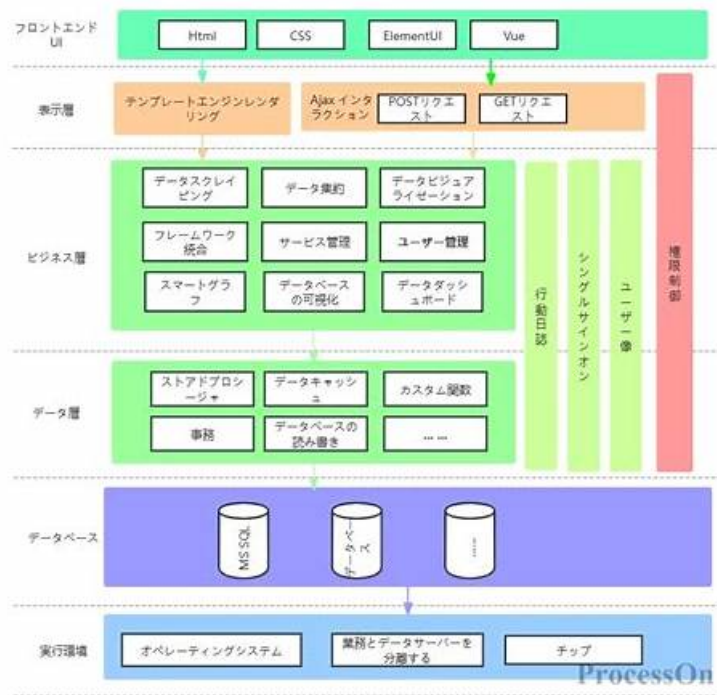 フロントエンド
UI
Html
CSS
ElementUI
Vue
表示層
テンプレートエンジンレンダ
リング
Ajax インタ
ラクション
POSTリクエ
スト
GETリクエ
スト
ビジネス層
データスクレイ
ピング
データ集約
データビジュア
ライゼーション
フレームワーク
統合
サービス管理
ユーザー管理
スマートグラ
フ
データベース
の可視化
データダッシ
ュボード
行動日誌
シングルサインオン
ユーザー像
権限制御
データ層
ストアドプロシ
ージャ
データキャッシ
ュ
カスタム関数
事務
データベースの
読み書き
... ...
データベース
MS SQL
データベー
ス
......
実行環境
オペレーティングシステム
業務とデータサーバーを
分離する
チップ
ProcessOn